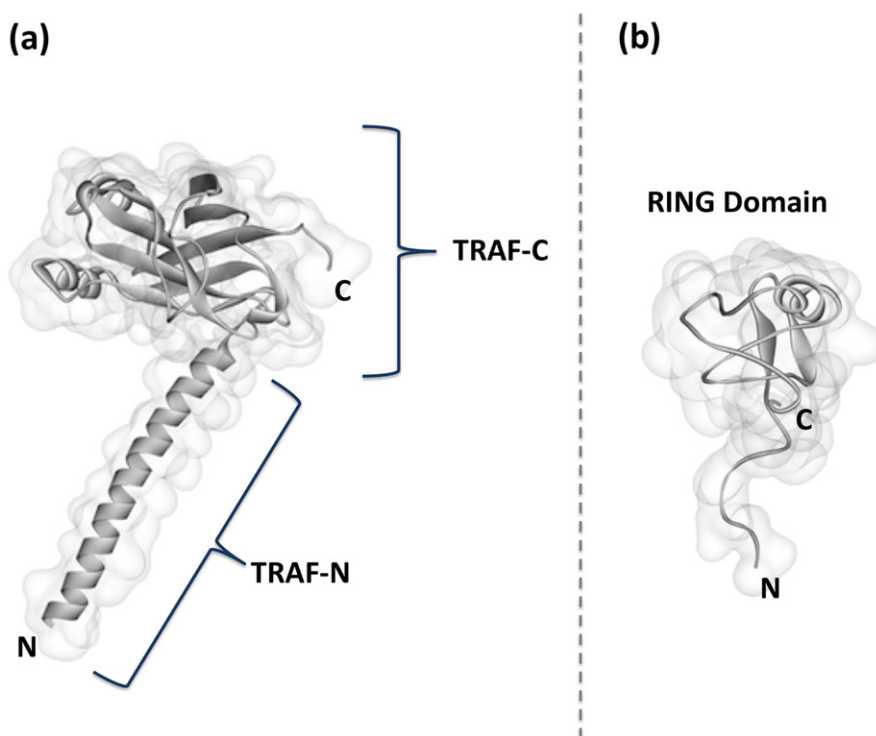 (a)
TRAF-C
C
TRAF-N
N
(b)
RING Domain
C
N